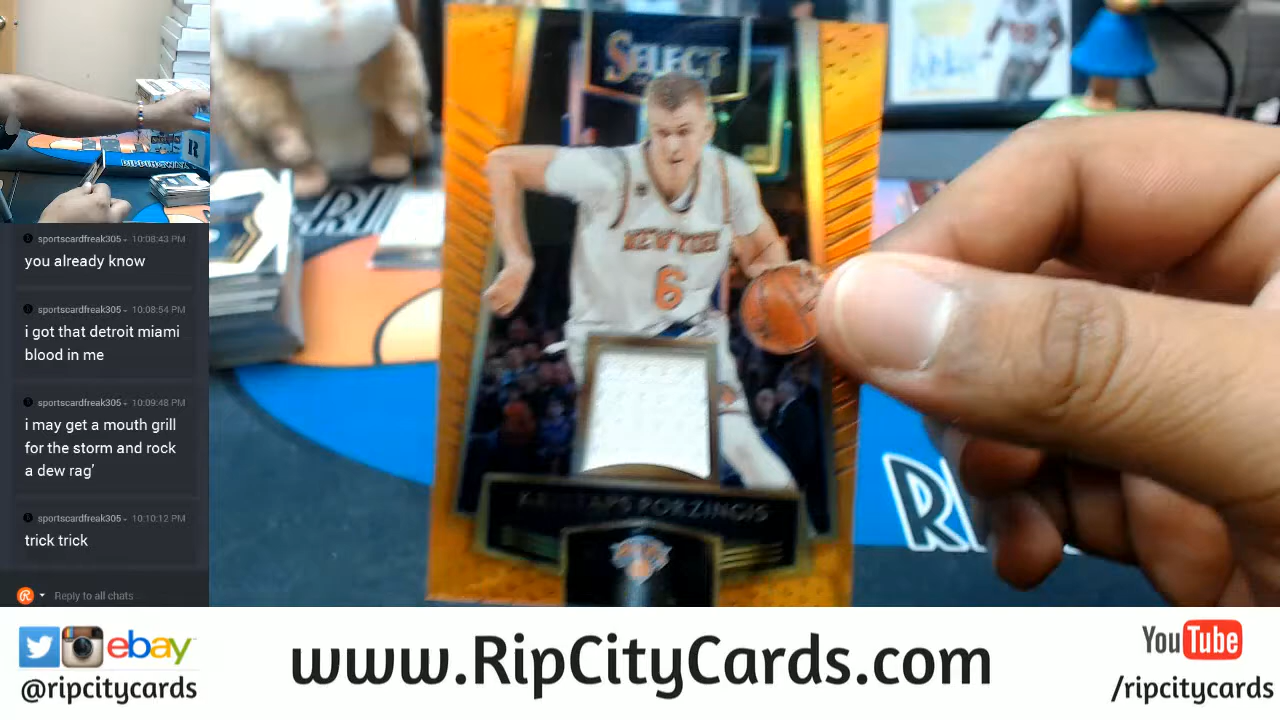 sportscardfreak305 10:08:43 PM
you already know
sportscardfreak305 10:08:54 PM
i got that detroit miami
blood in me
sportscardfreak305 10:09:48 PM
i may get a mouth grill
for the storm and rock
a dew rag'
sportscardfreak305 10:10:12 PM
trick trick
Reply to all chats
SELECT
NEW YORK
6
KRISTAPS PORZINGIS
ebay
@ripcitycards
www.RipCityCards.com
YouTube
/ripcitycards